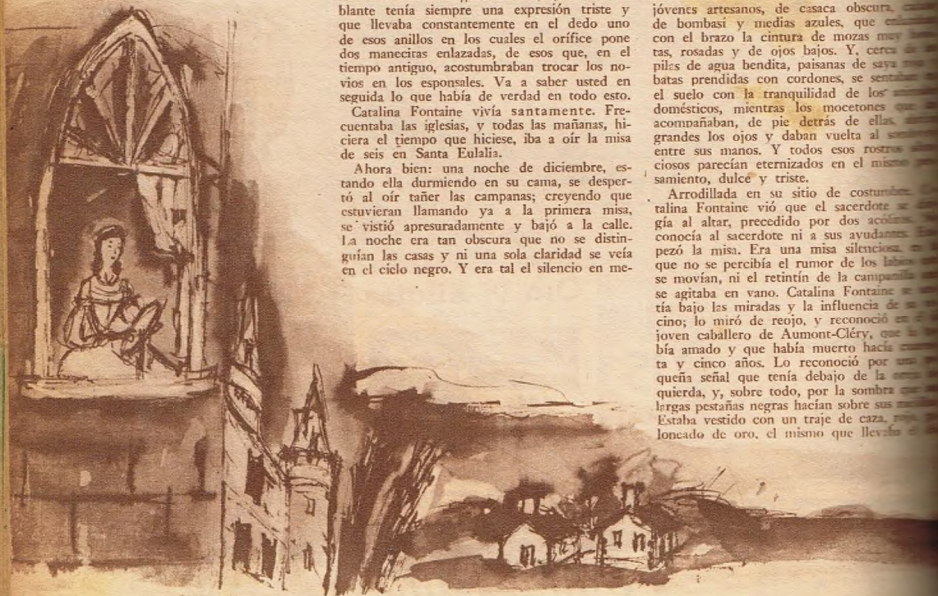 blante tenía siempre una expresión triste y
que llevaba constantemente en el dedo uno
de esos anillos en los cuales el orífice pone
dos manecitas enlazadas, de esos que, en el
tiempo antiguo, acostumbraban trocar los no-
vios en los esponsales. Va a saber usted en
seguida lo que había de verdad en todo esto.
Catalina Fontaine vivía santamente. Fre-
cuentaba las iglesias, y todas las mañanas, hi-
ciera el tiempo que hiciese, iba a oír la misa
de seis en Santa Eulalia.
Ahora bien: una noche de diciembre, es-
tando ella durmiendo en su cama, se desper-
tó al oír tañer las campanas; creyendo que
estuvieran llamando ya a la primera misa,
se vistió apresuradamente y bajó a la calle.
La noche era tan obscura que no se distin-
guían las casas y ni una sola claridad se veía
en el cielo negro. Y era tal el silencio en me-
jóvenes artesanos, de casaca obscura,
de bombasí y medias azules, que
con el brazo la cintura de mozas muy
tas, rosadas y de ojos bajos. Y, cerca de
pilas de agua bendita, paisanas de saya
batas prendidas con cordones, se sentaban
el suelo con la tranquilidad de los
domésticos, mientras los mocetones que
acompañaban, de pie detrás de ellas,
grandes los ojos y daban vuelta al
entre sus manos. Y todos esos rostros
ciosos parecían eternizados en el mismo
samiento, dulce y triste.
Arrodillada en su sitio de costumbre,
talina Fontaine vió que el sacerdote se
gía al altar, precedido por dos acólitos.
conocía al sacerdote ni a sus ayudantes.
pezó la misa. Era una misa silenciosa,
que no se percibía el rumor de los labios
se movían, ni el retintín de la campanilla
se agitaba en vano. Catalina Fontaine se
tía bajo las miradas y la influencia de su
cino; lo miró de reojo, y reconoció en
joven caballero de Aumont-Cléry, que
bía amado y que había muerto hacía
ta y cinco años. Lo reconoció por
queña señal que tenía debajo de la
quierda, y, sobre todo, por la sombra
largas pestañas negras hacían sobre sus
Estaba vestido con un traje de caza,
loneado de oro, el mismo que llevaba